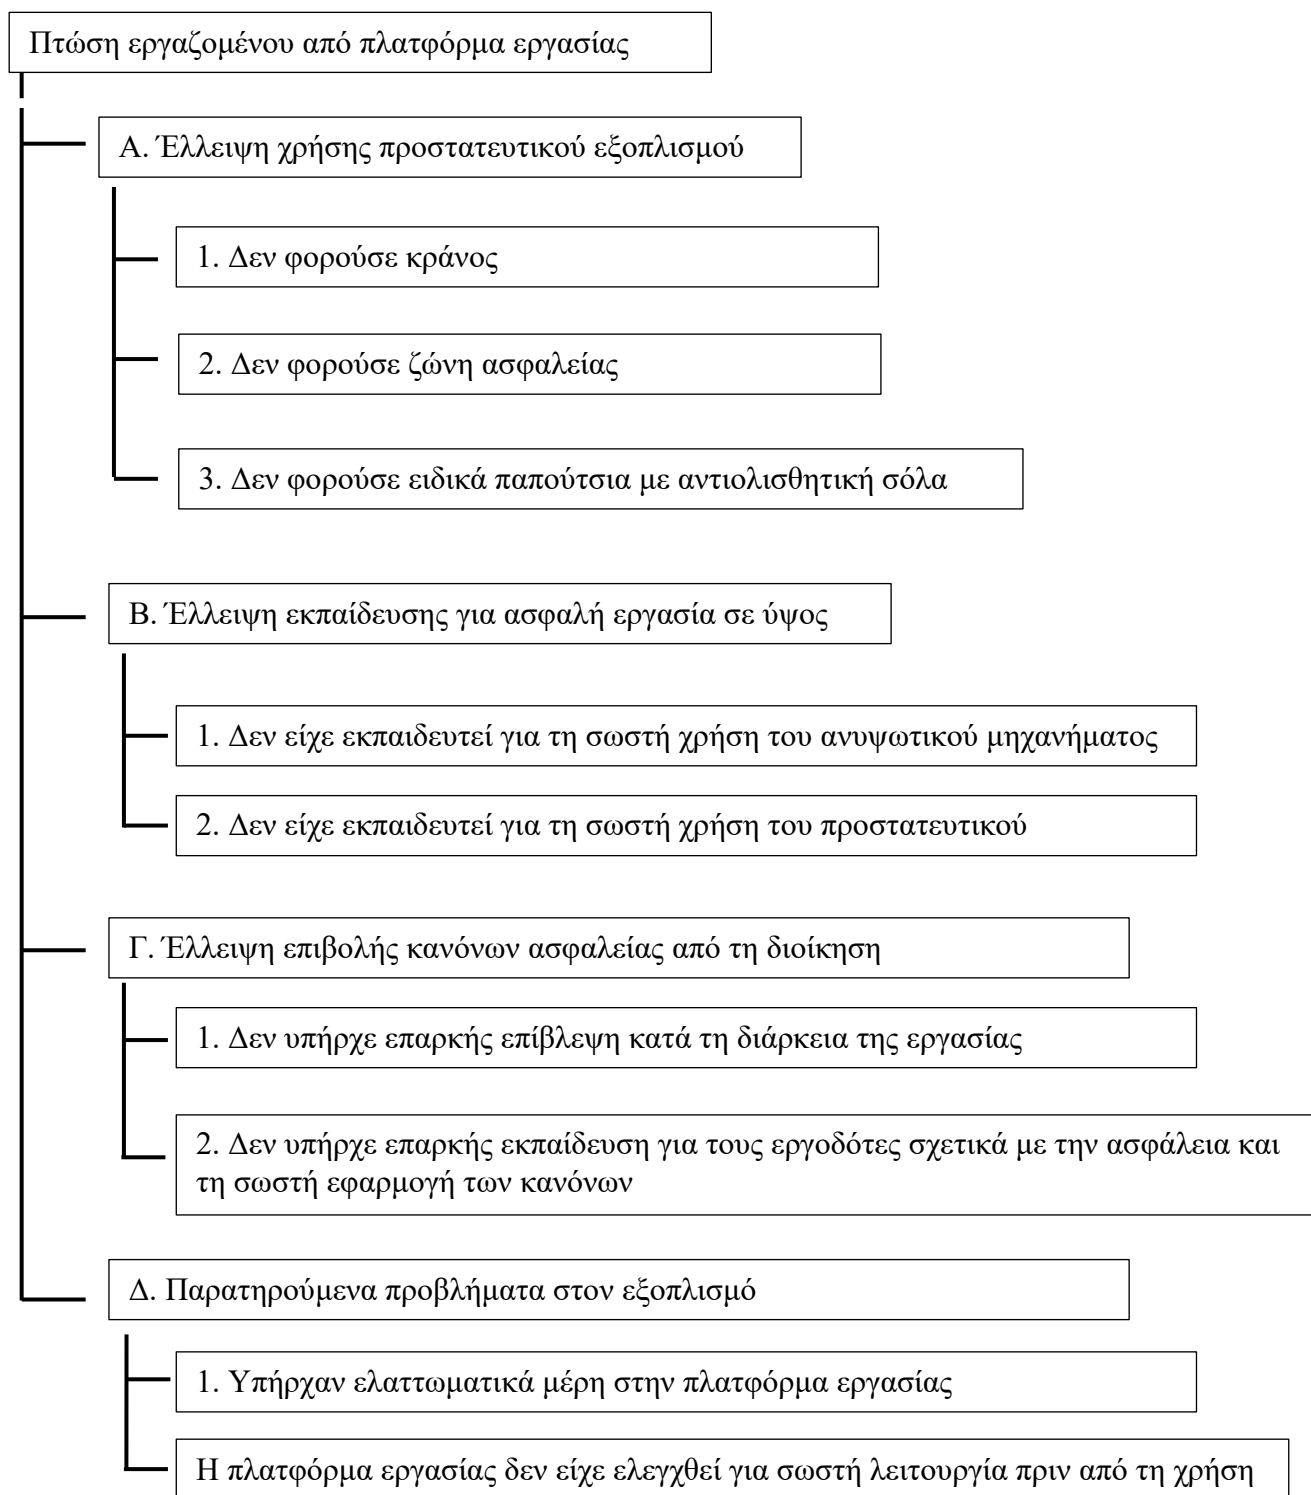 Πτώση εργαζομένου από πλατφόρμα εργασίας
Α. Έλλειψη χρήσης προστατευτικού εξοπλισμού
1. Δεν φορούσε κράνος
2. Δεν φορούσε ζώνη ασφαλείας
3. Δεν φορούσε ειδικά παπούτσια με αντιολισθητική σόλα
Β. Έλλειψη εκπαίδευσης για ασφαλή εργασία σε ύψος
1. Δεν είχε εκπαιδευτεί για τη σωστή χρήση του ανυψωτικού μηχανήματος
2. Δεν είχε εκπαιδευτεί για τη σωστή χρήση του προστατευτικού
Γ. Έλλειψη επιβολής κανόνων ασφαλείας από τη διοίκηση
1. Δεν υπήρχε επαρκής επίβλεψη κατά τη διάρκεια της εργασίας
2. Δεν υπήρχε επαρκής εκπαίδευση για τους εργοδότες σχετικά με την ασφάλεια και
τη σωστή εφαρμογή των κανόνων
Δ. Παρατηρούμενα προβλήματα στον εξοπλισμό
1. Υπήρχαν ελαττωματικά μέρη στην πλατφόρμα εργασίας
Η πλατφόρμα εργασίας δεν είχε ελεγχθεί για σωστή λειτουργία πριν από τη χρήση